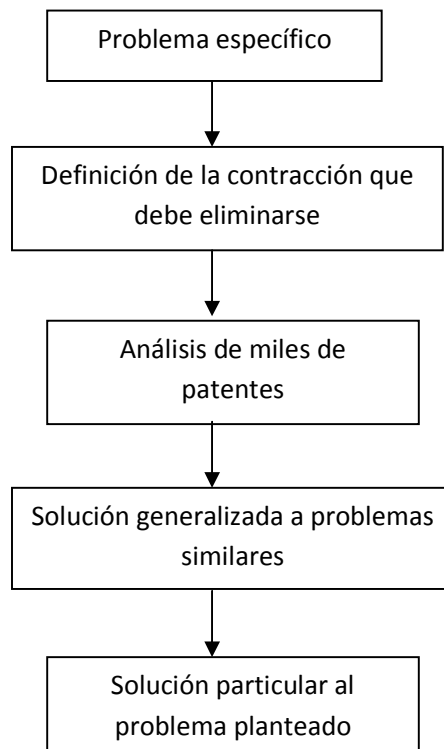 Problema específico
Definición de la contracción que
debe eliminarse
Análisis de miles de
patentes
Solución generalizada a problemas
similares
Solución particular al
problema planteado